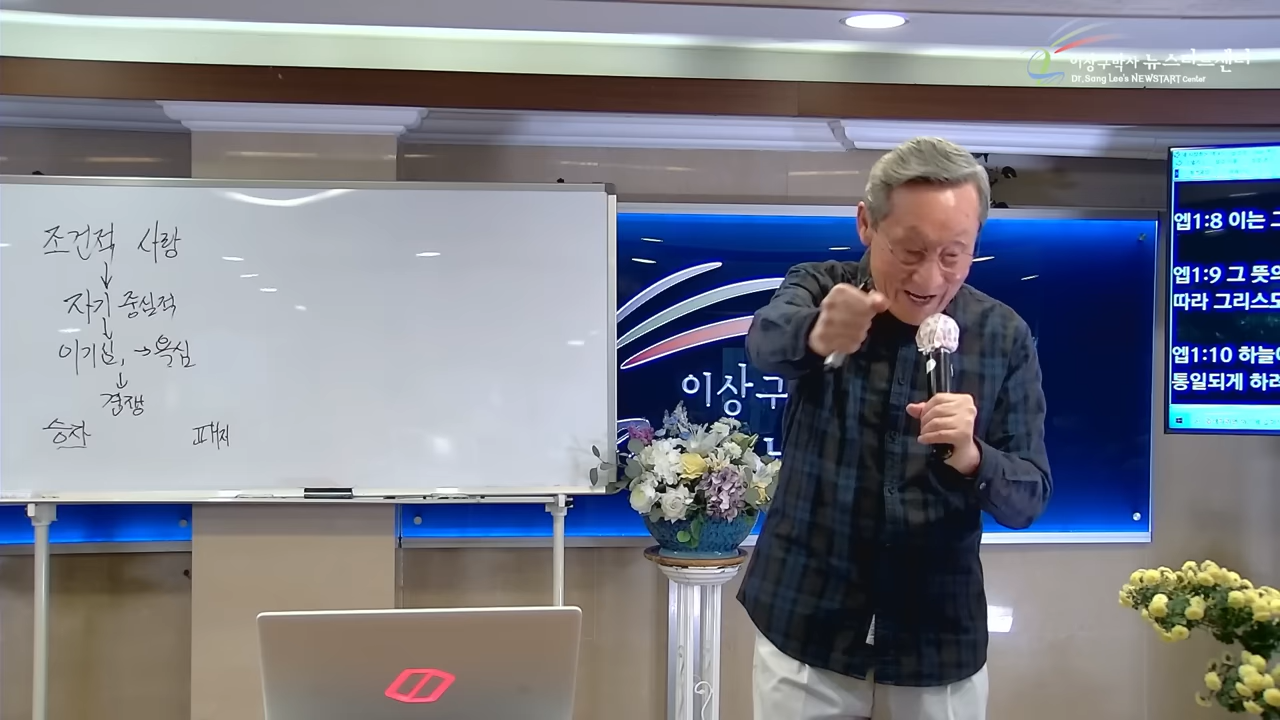 이상구박사 뉴스타트센터
Dr. Sang Lee's NEWSTART Center
조건적 사랑
↓
자기 중심적
↓
이기심, → 욕심
↓
경쟁
승자 패자
이상구
엡1:8 이는 그
엡1:9 그 뜻의
따라 그리스도
엡1:10 하늘에
통일되게 하려